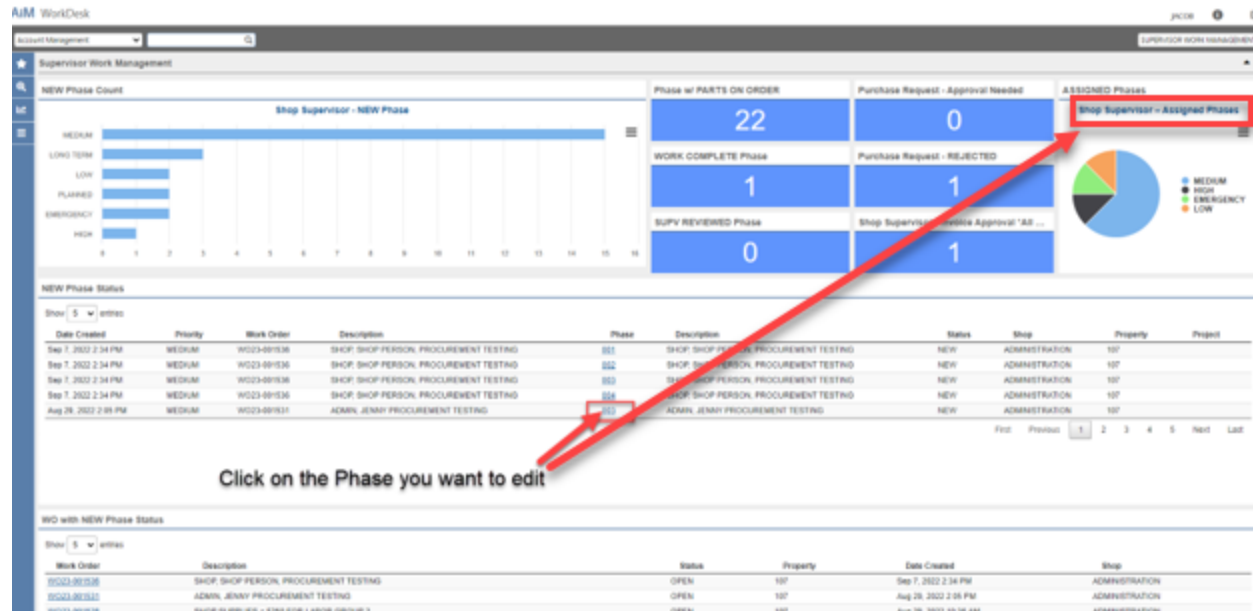 AiM WorkDesk
JACOB
Account Management
SUPERVISOR WORK MANAGEMENT
Supervisor Work Management
NEW Phase Count
Shop Supervisor - NEW Phase
MEDIUM
LONG TERM
LOW
PLANNED
EMERGENCY
HIGH
0 1 2 3 4 5 6 7 8 9 10 11 12 13 14 15 16
Phase w/ PARTS ON ORDER
22
Purchase Request - Approval Needed
0
WORK COMPLETE Phase
1
Purchase Request - REJECTED
1
SUPV REVIEWED Phase
0
Shop Supervisor Invoice Approval "All ...
1
ASSIGNED Phases
Shop Supervisor - Assigned Phases
MEDIUM
HIGH
EMERGENCY
LOW
NEW Phase Status
Show 5 entries
Date Created Priority Work Order Description Phase Description Status Shop Property Project
Sep 7, 2022 2:34 PM MEDIUM WO23-001536 SHOP, SHOP PERSON, PROCUREMENT TESTING 001 SHOP, SHOP PERSON, PROCUREMENT TESTING NEW ADMINISTRATION 107
Sep 7, 2022 2:34 PM MEDIUM WO23-001536 SHOP, SHOP PERSON, PROCUREMENT TESTING 002 SHOP, SHOP PERSON, PROCUREMENT TESTING NEW ADMINISTRATION 107
Sep 7, 2022 2:34 PM MEDIUM WO23-001536 SHOP, SHOP PERSON, PROCUREMENT TESTING 003 SHOP, SHOP PERSON, PROCUREMENT TESTING NEW ADMINISTRATION 107
Sep 7, 2022 2:34 PM MEDIUM WO23-001536 SHOP, SHOP PERSON, PROCUREMENT TESTING 004 SHOP, SHOP PERSON, PROCUREMENT TESTING NEW ADMINISTRATION 107
Aug 29, 2022 2:05 PM MEDIUM WO23-001531 ADMIN, JENNY PROCUREMENT TESTING 003 ADMIN, JENNY PROCUREMENT TESTING NEW ADMINISTRATION 107
First Previous 1 2 3 4 5 Next Last
Click on the Phase you want to edit
WO with NEW Phase Status
Show 5 entries
Work Order Description Status Property Date Created Shop
WO23-001536 SHOP, SHOP PERSON, PROCUREMENT TESTING OPEN 107 Sep 7, 2022 2:34 PM ADMINISTRATION
WO23-001531 ADMIN, JENNY PROCUREMENT TESTING OPEN 107 Aug 29, 2022 2:05 PM ADMINISTRATION